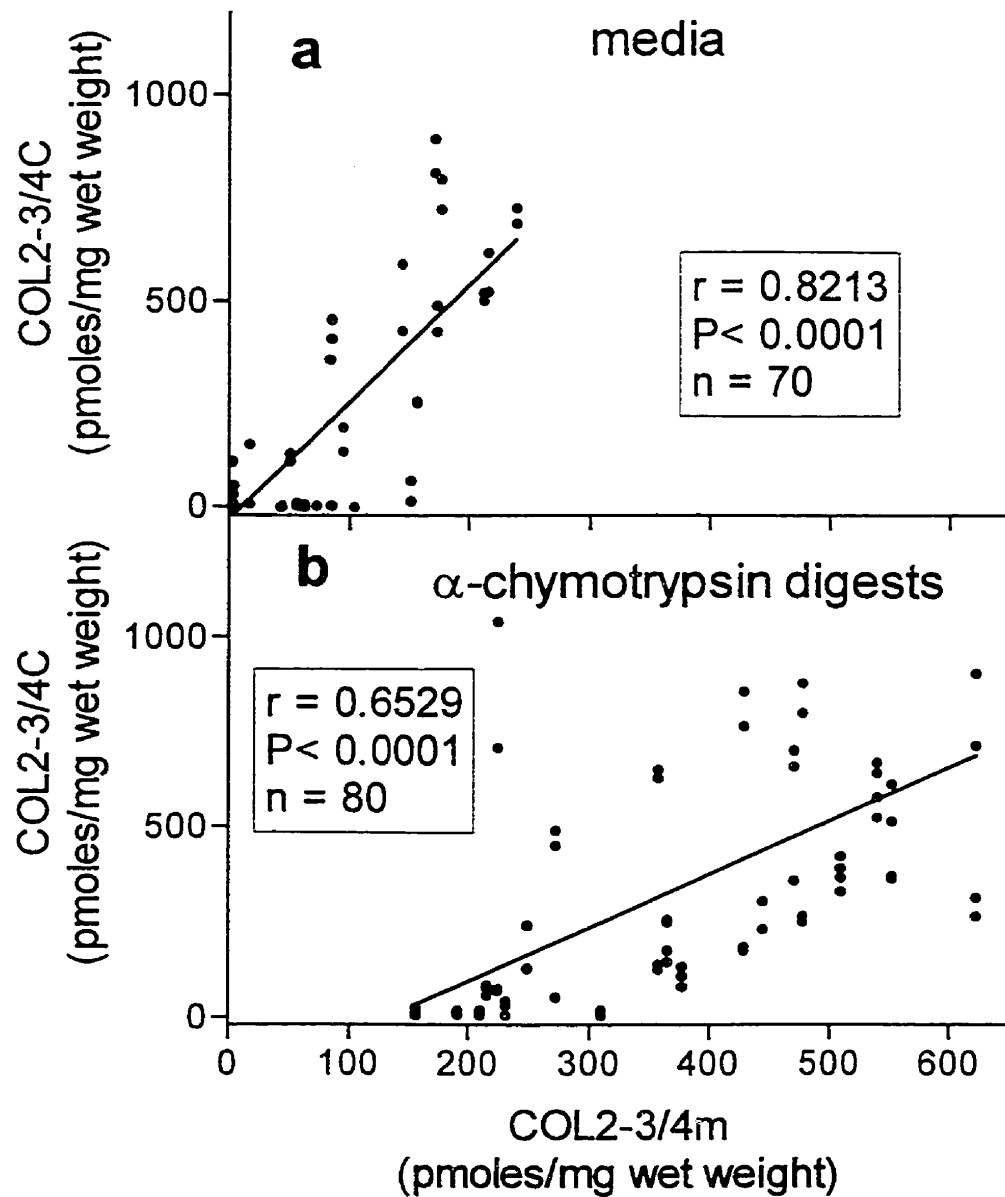 a
media
COL2-3/4C
(pmoles/mg wet weight)
1000
500
0
r = 0.8213
P< 0.0001
n = 70
b
α-chymotrypsin digests
COL2-3/4C
(pmoles/mg wet weight)
1000
500
0
r = 0.6529
P< 0.0001
n = 80
0 100 200 300 400 500 600
COL2-3/4m
(pmoles/mg wet weight)